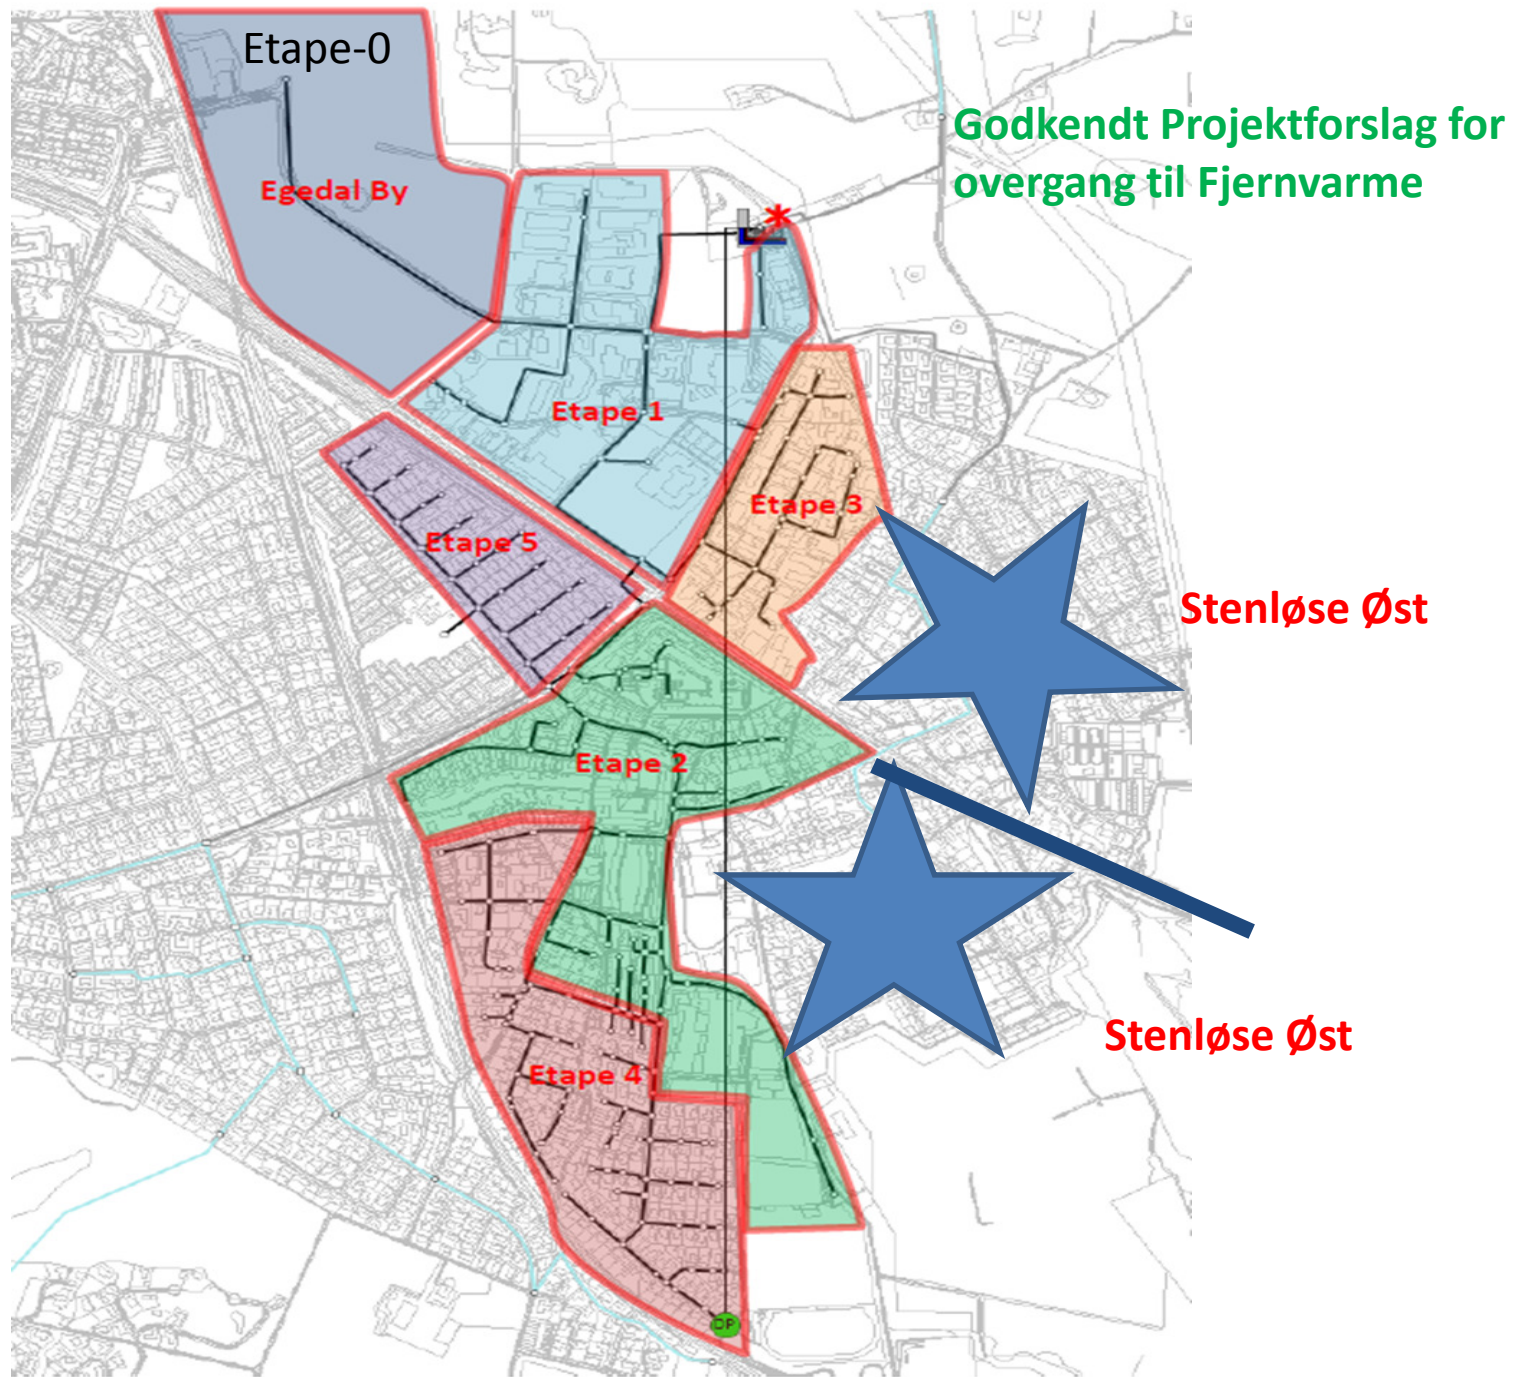 Etape-0
Godkendt Projektforslag for
overgang til Fjernvarme
Egedal By
*
Etape 1
Etape 3
Etape 5
Stenløse Øst
Etape 2
Stenløse Øst
Etape 4
DP